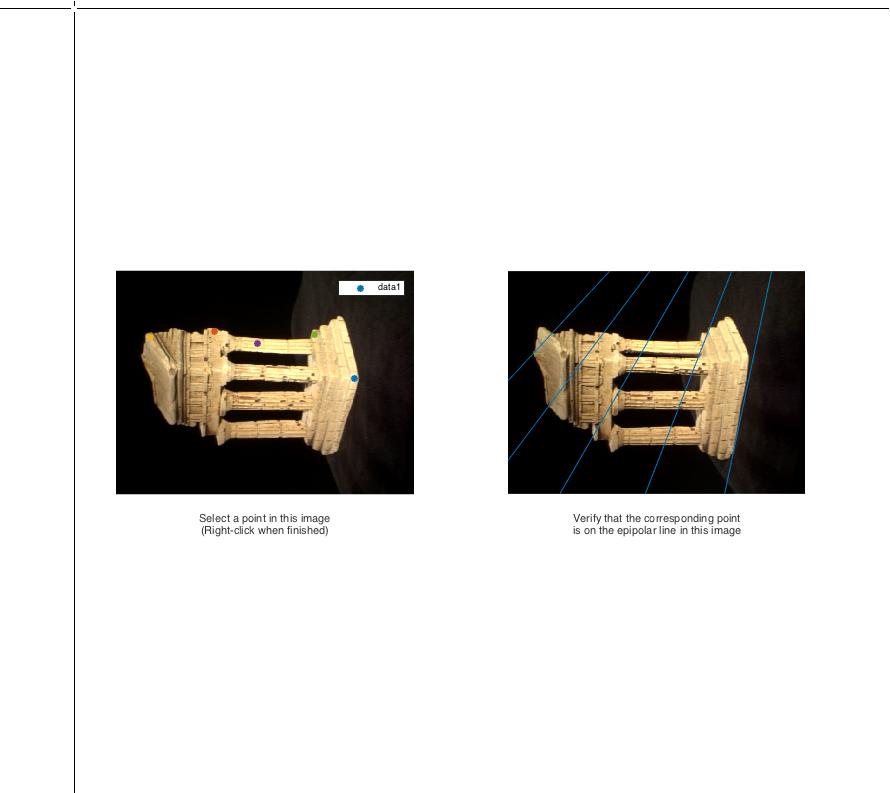 data1
Select a point in this image
(Right-click when finished)
Verify that the corresponding point
is on the epipolar line in this image